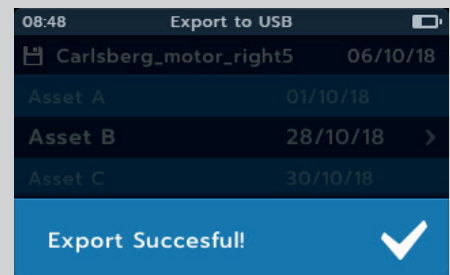 08:48 Export to USB
Carlsberg_motor_right5 06/10/18
Asset A 01/10/18
Asset B 28/10/18
Asset C 30/10/18
Export Succesful!